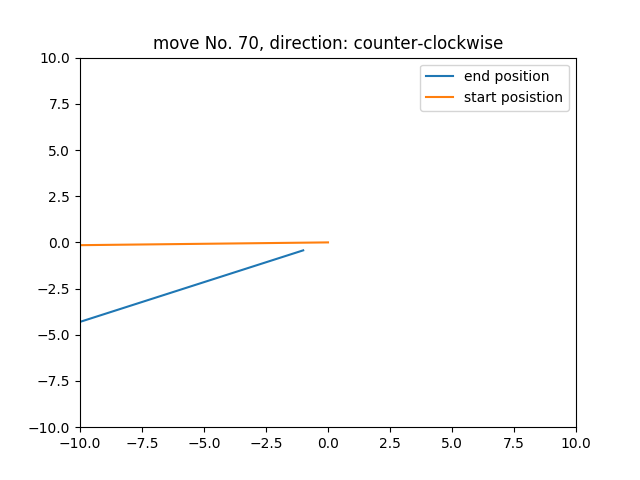 move No. 70, direction: counter-clockwise
end position
start posistion
10.0
7.5
5.0
2.5
0.0
−2.5
−5.0
−7.5
−10.0
−10.0 −7.5 −5.0 −2.5 0.0 2.5 5.0 7.5 10.0